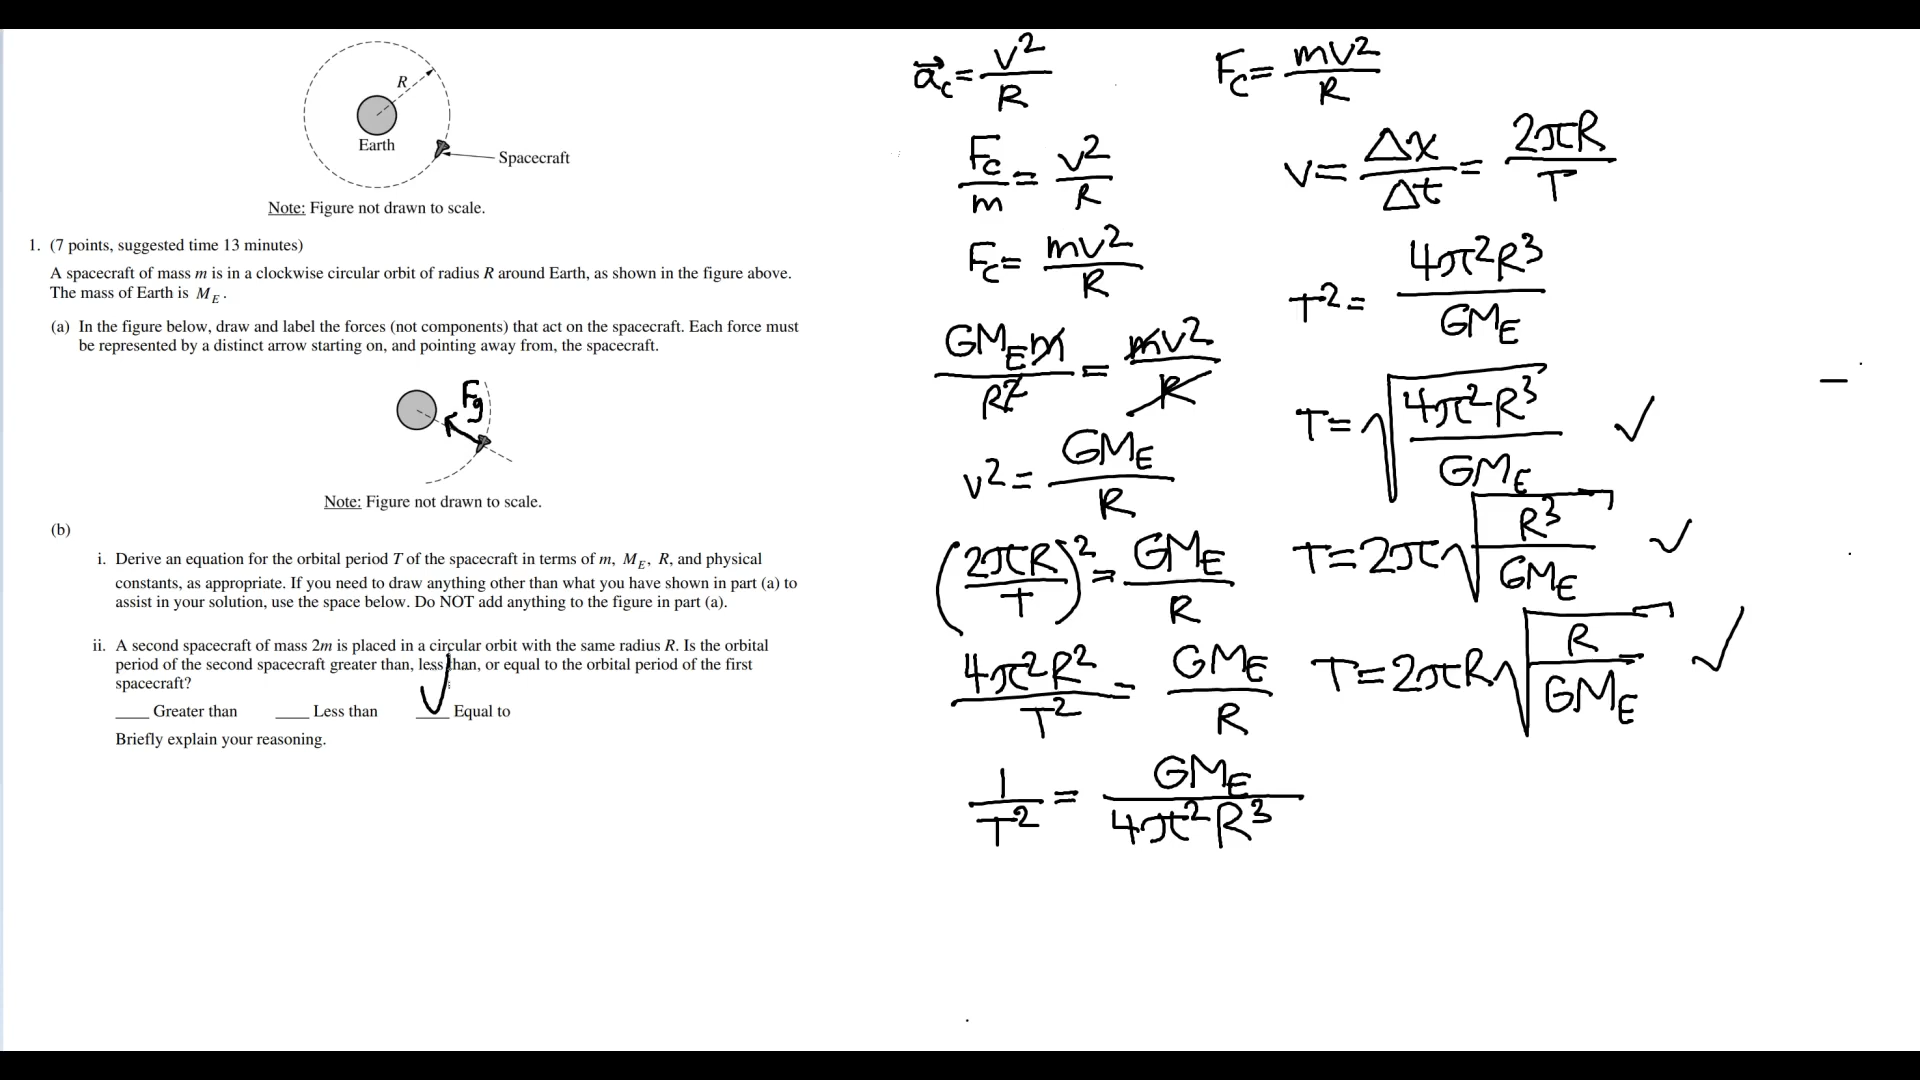 R
Earth
Spacecraft
Note: Figure not drawn to scale.
1. (7 points, suggested time 13 minutes)
A spacecraft of mass m is in a clockwise circular orbit of radius R around Earth, as shown in the figure above.
The mass of Earth is M_E.
(a) In the figure below, draw and label the forces (not components) that act on the spacecraft. Each force must
be represented by a distinct arrow starting on, and pointing away from, the spacecraft.
F_g
Note: Figure not drawn to scale.
(b)
i. Derive an equation for the orbital period T of the spacecraft in terms of m, M_E, R, and physical
constants, as appropriate. If you need to draw anything other than what you have shown in part (a) to
assist in your solution, use the space below. Do NOT add anything to the figure in part (a).
ii. A second spacecraft of mass 2m is placed in a circular orbit with the same radius R. Is the orbital
period of the second spacecraft greater than, less than, or equal to the orbital period of the first
spacecraft?
____ Greater than ____ Less than ✓ Equal to
Briefly explain your reasoning.
a⃗_c = v²/R
F_c/m = v²/R
F_c = mv²/R
GM_E m/R² = mv²/R
v² = GM_E/R
(2πR/T)² = GM_E/R
4π²R²/T² = GM_E/R
1/T² = GM_E/4π²R³
F_c = mv²/R
v = Δx/Δt = 2πR/T
T² = 4π²R³/GM_E
T = √(4π²R³/GM_E) ✓
T = 2π√(R³/GM_E) ✓
T = 2πR√(R/GM_E) ✓